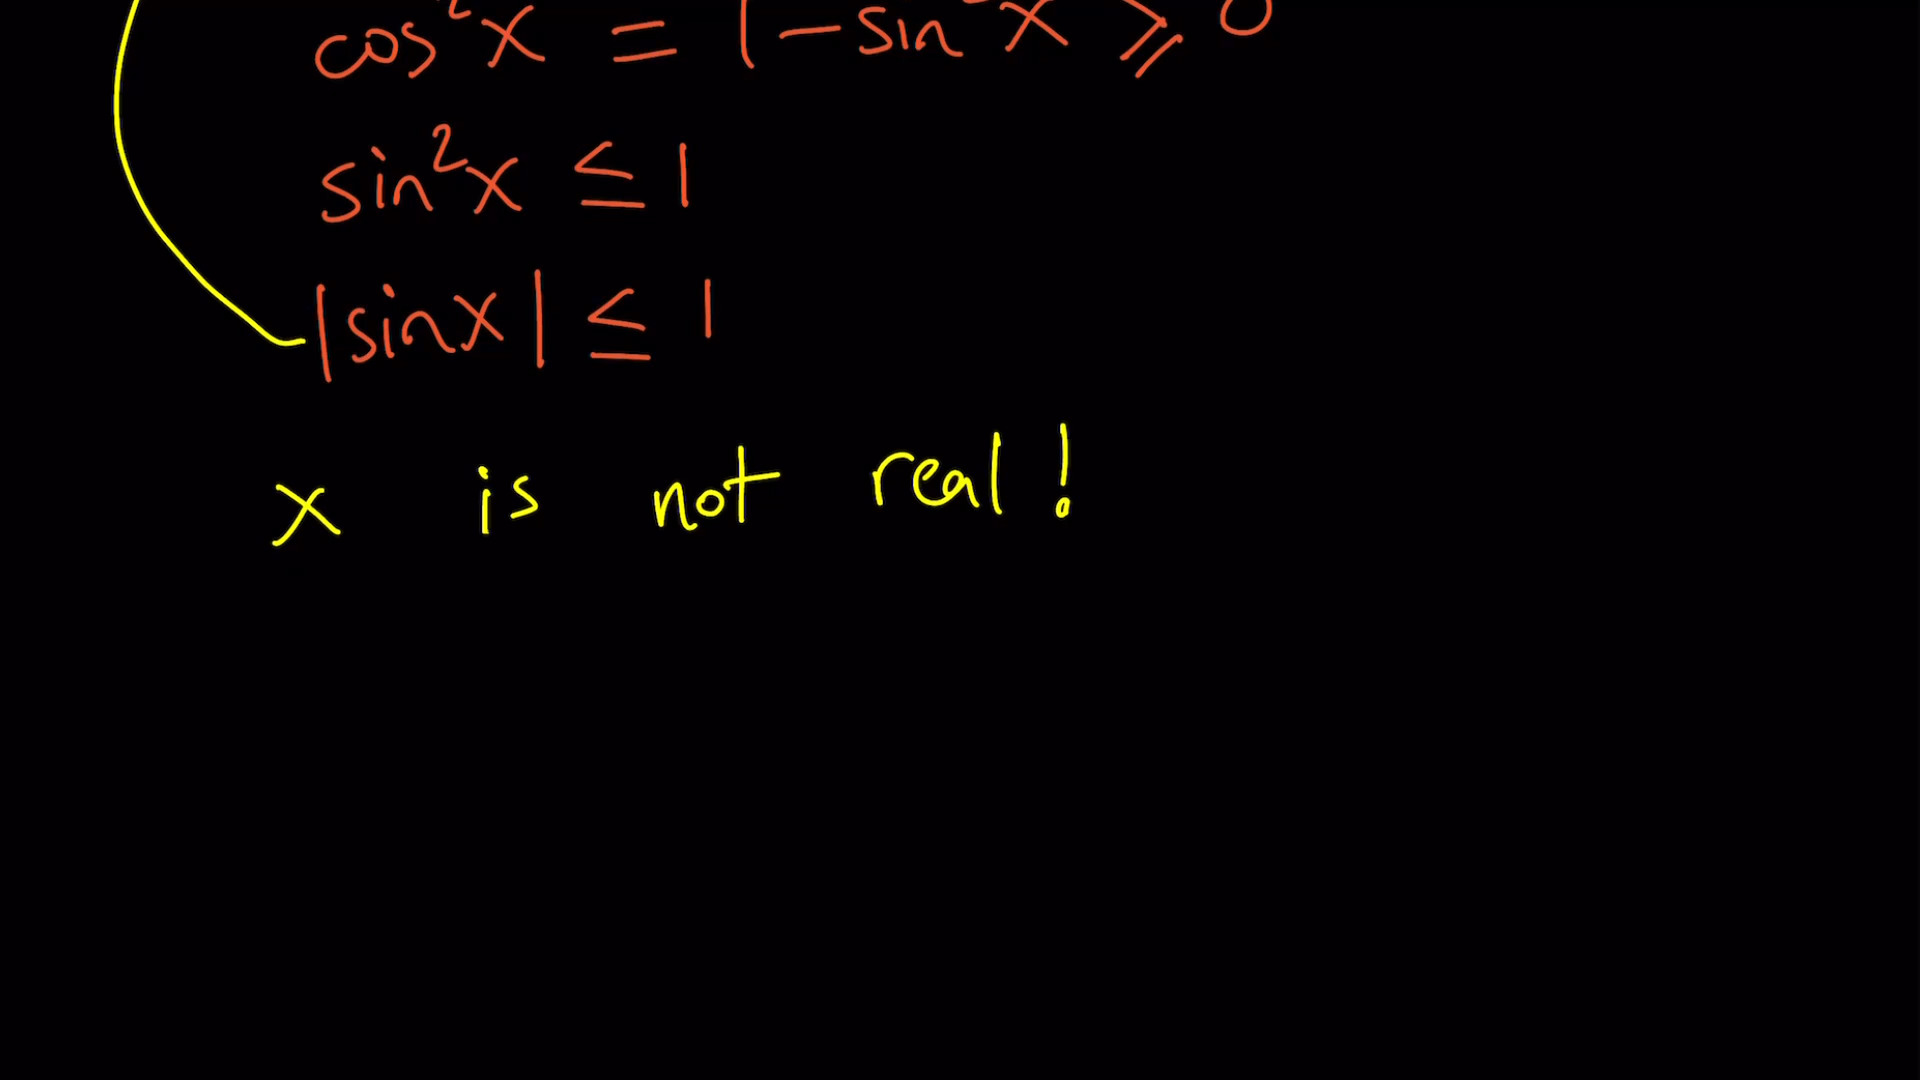 cos²x = 1 - sin²x ⩾ 0
sin²x ≤ 1
|sinx| ≤ 1
x is not real!